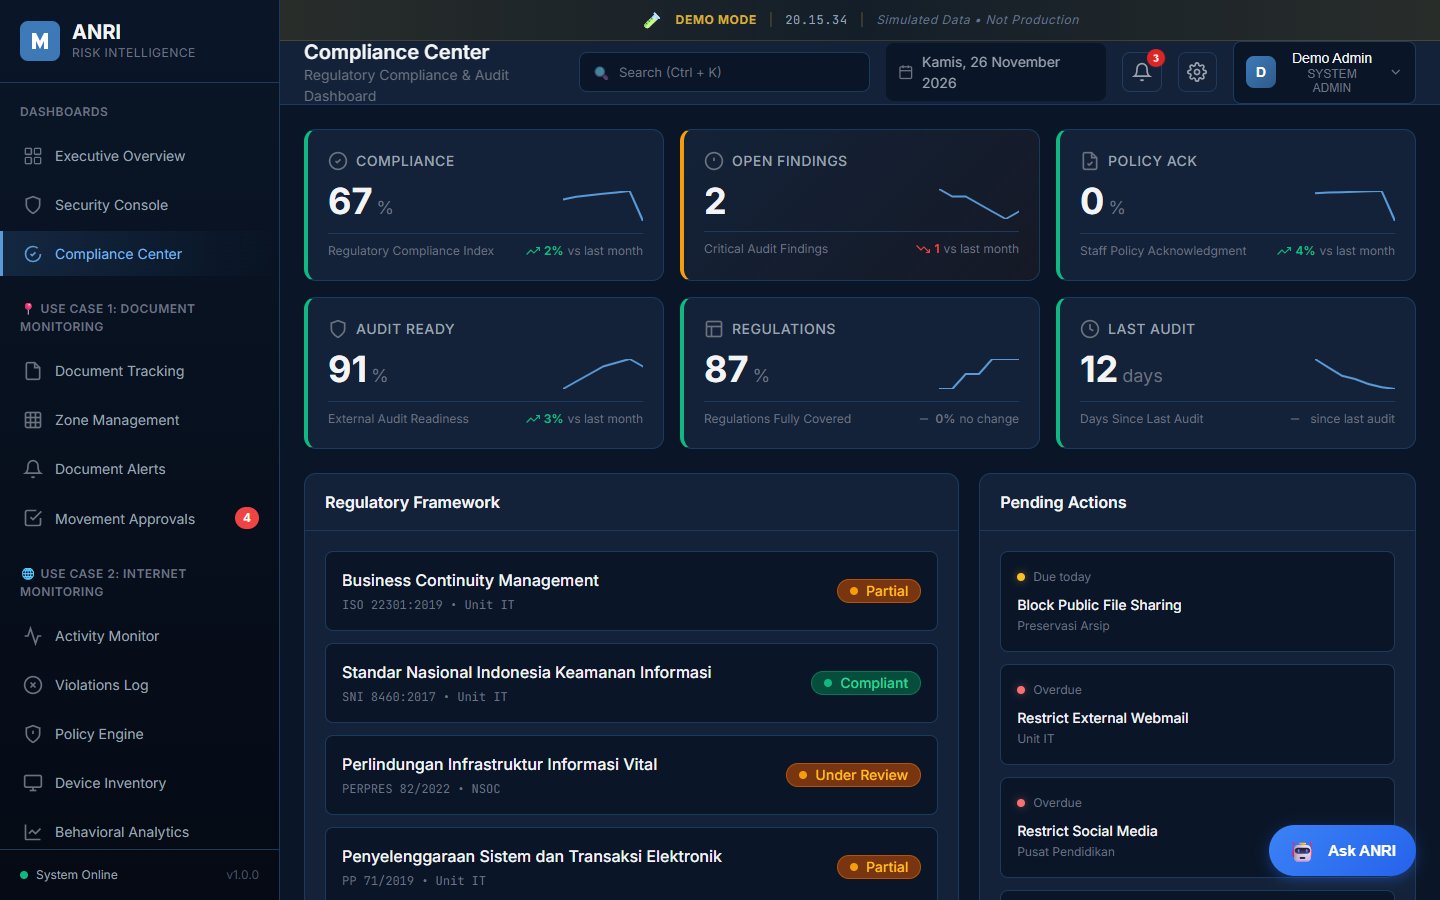 M
ANRI
RISK INTELLIGENCE
DASHBOARDS
Executive Overview
Security Console
Compliance Center
USE CASE 1: DOCUMENT
MONITORING
Document Tracking
Zone Management
Document Alerts
Movement Approvals
4
USE CASE 2: INTERNET
MONITORING
Activity Monitor
Violations Log
Policy Engine
Device Inventory
Behavioral Analytics
System Online
v1.0.0
DEMO MODE
20.15.34
Simulated Data • Not Production
Compliance Center
Regulatory Compliance & Audit
Dashboard
Search (Ctrl + K)
Kamis, 26 November
2026
3
D
Demo Admin
SYSTEM
ADMIN
COMPLIANCE
67 %
Regulatory Compliance Index
2% vs last month
OPEN FINDINGS
2
Critical Audit Findings
1 vs last month
POLICY ACK
0 %
Staff Policy Acknowledgment
4% vs last month
AUDIT READY
91 %
External Audit Readiness
3% vs last month
REGULATIONS
87 %
Regulations Fully Covered
0% no change
LAST AUDIT
12 days
Days Since Last Audit
since last audit
Regulatory Framework
Business Continuity Management
ISO 22301:2019 • Unit IT
Partial
Standar Nasional Indonesia Keamanan Informasi
SNI 8460:2017 • Unit IT
Compliant
Perlindungan Infrastruktur Informasi Vital
PERPRES 82/2022 • NSOC
Under Review
Penyelenggaraan Sistem dan Transaksi Elektronik
PP 71/2019 • Unit IT
Partial
Pending Actions
Due today
Block Public File Sharing
Preservasi Arsip
Overdue
Restrict External Webmail
Unit IT
Overdue
Restrict Social Media
Pusat Pendidikan
Ask ANRI